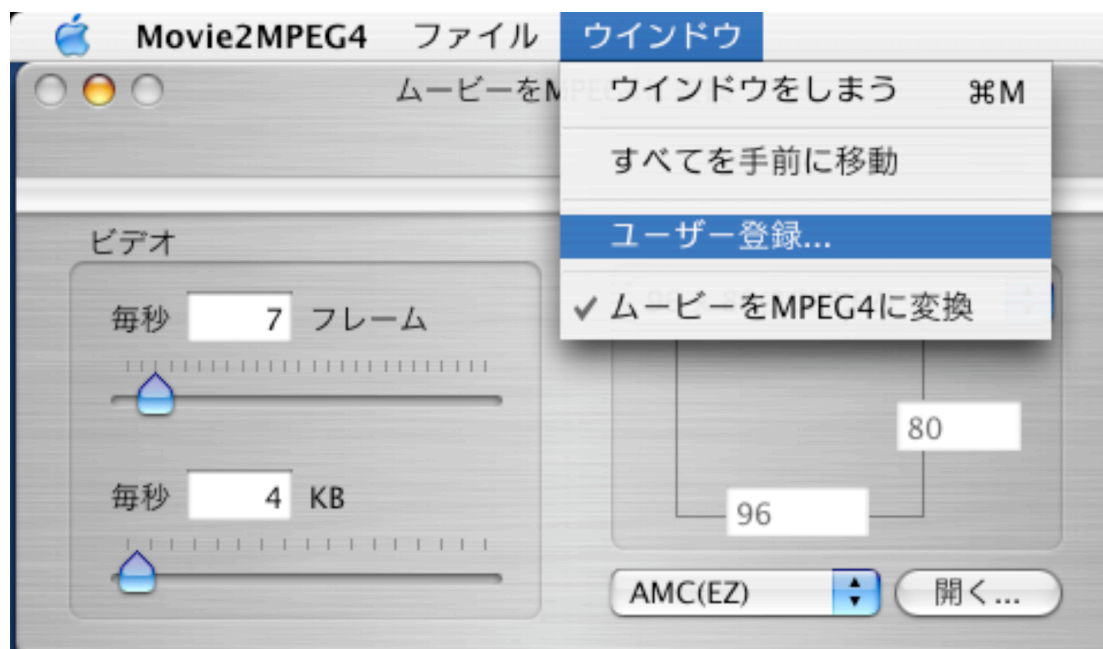 Movie2MPEG4 ファイル ウインドウ
ムービーをM
ウインドウをしまう ⌘M
すべてを手前に移動
ユーザー登録...
✓ムービーをMPEG4に変換
ビデオ
毎秒 7 フレーム
毎秒 4 KB
80
96
AMC(EZ) 開く...